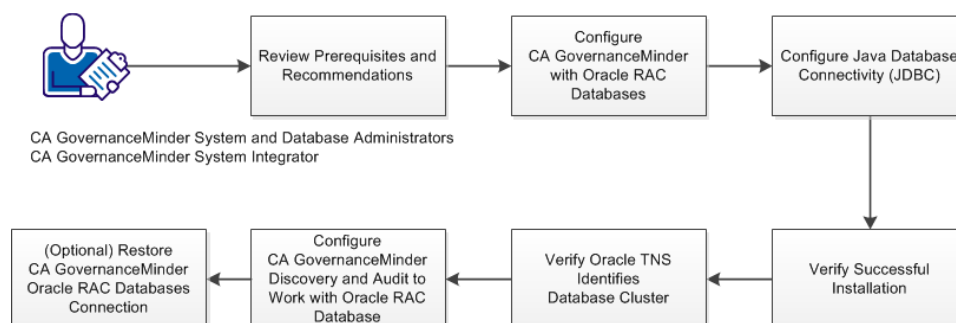 Review Prerequisites and
Recommendations
Configure
CA GovernanceMinder
with Oracle RAC
Databases
Configure Java Database
Connectivity (JDBC)
CA GovernanceMinder System and Database Administrators
CA GovernanceMinder System Integrator
(Optional) Restore
CA GovernanceMinder
Oracle RAC Databases
Connection
Configure
CA GovernanceMinder
Discovery and Audit to
Work with Oracle RAC
Database
Verify Oracle TNS
Identifies
Database Cluster
Verify Successful
Installation